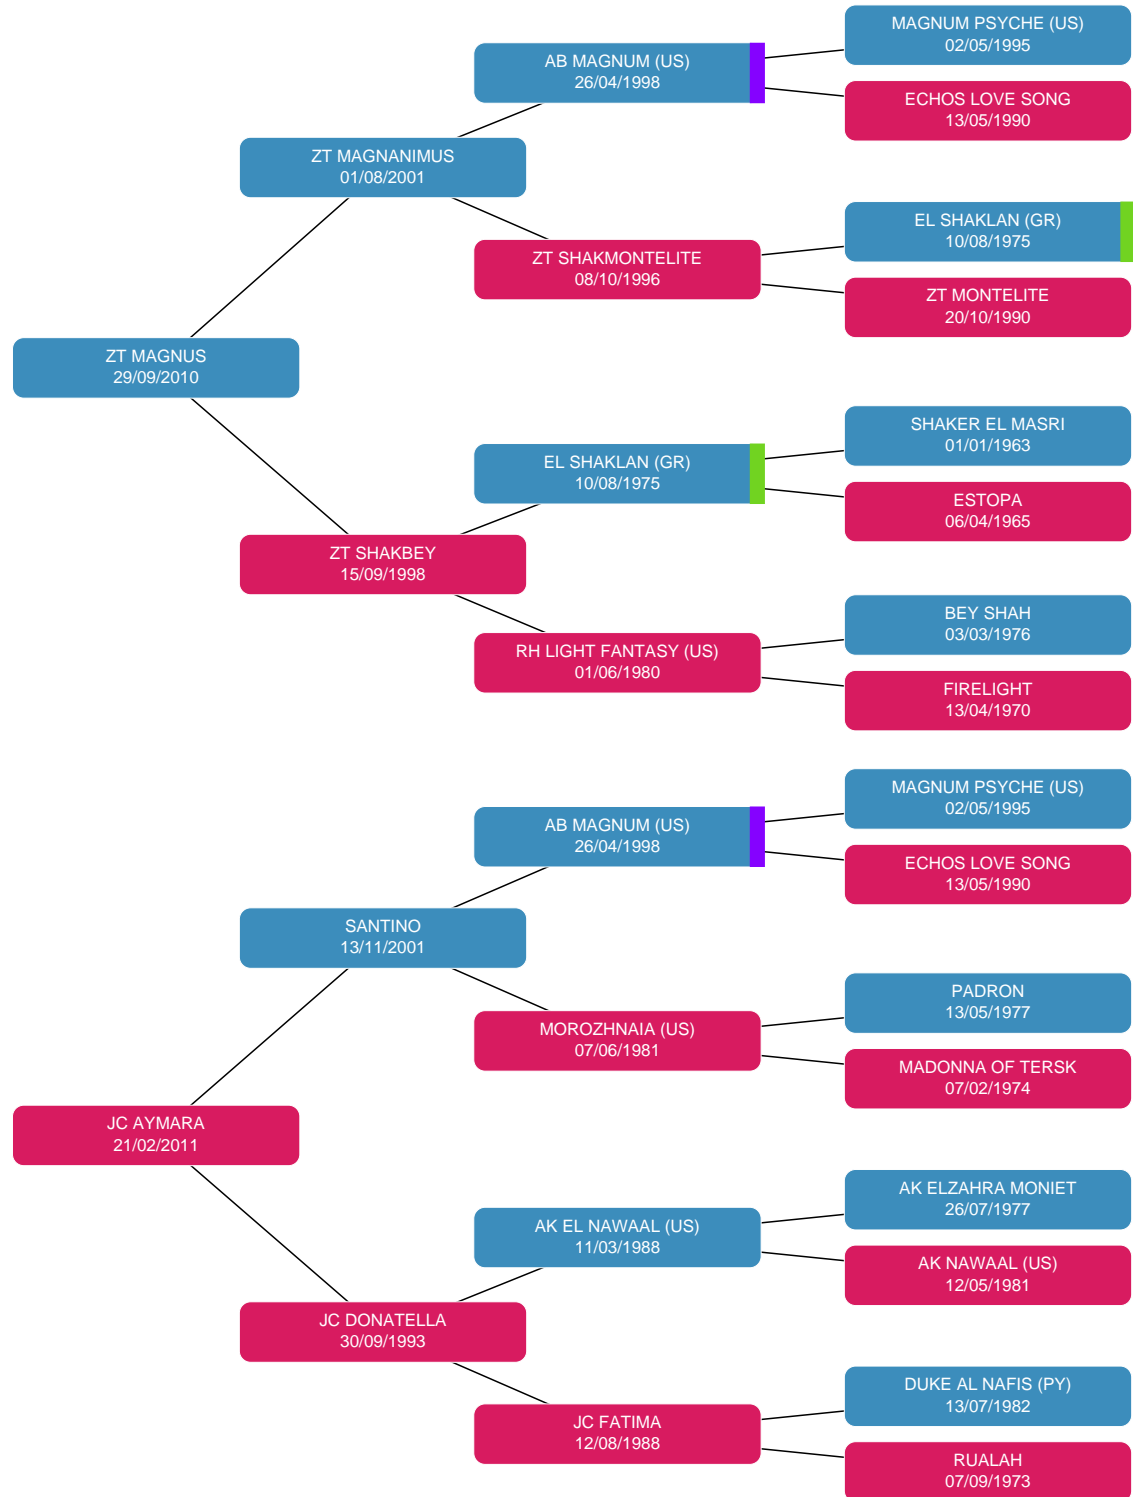 MAGNUM PSYCHE (US)
02/05/1995
AB MAGNUM (US)
26/04/1998
ECHOS LOVE SONG
13/05/1990
ZT MAGNANIMUS
01/08/2001
EL SHAKLAN (GR)
10/08/1975
ZT SHAKMONTELITE
08/10/1996
ZT MONTELITE
20/10/1990
ZT MAGNUS
29/09/2010
SHAKER EL MASRI
01/01/1963
EL SHAKLAN (GR)
10/08/1975
ESTOPA
06/04/1965
ZT SHAKBEY
15/09/1998
BEY SHAH
03/03/1976
RH LIGHT FANTASY (US)
01/06/1980
FIRELIGHT
13/04/1970
MAGNUM PSYCHE (US)
02/05/1995
AB MAGNUM (US)
26/04/1998
ECHOS LOVE SONG
13/05/1990
SANTINO
13/11/2001
PADRON
13/05/1977
MOROZHNAIA (US)
07/06/1981
MADONNA OF TERSK
07/02/1974
JC AYMARA
21/02/2011
AK ELZAHRA MONIET
26/07/1977
AK EL NAWAAL (US)
11/03/1988
AK NAWAAL (US)
12/05/1981
JC DONATELLA
30/09/1993
DUKE AL NAFIS (PY)
13/07/1982
JC FATIMA
12/08/1988
RUALAH
07/09/1973